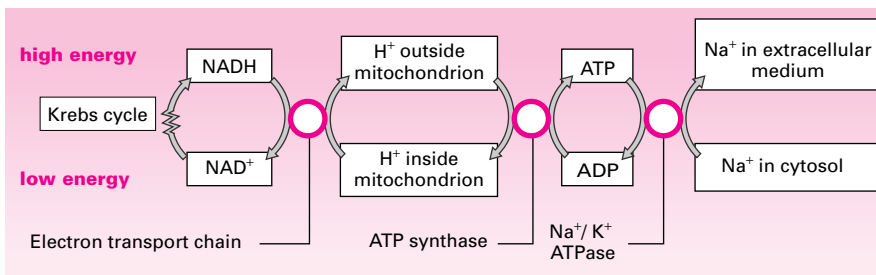 high energy
NADH
H⁺ outside
mitochondrion
ATP
Na⁺ in extracellular
medium
Krebs cycle
low energy
NAD⁺
H⁺ inside
mitochondrion
ADP
Na⁺ in cytosol
Electron transport chain
ATP synthase
Na⁺/ K⁺
ATPase